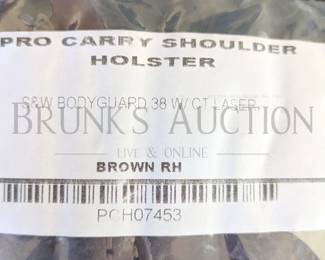 PRO CARRY SHOULDER
HOLSTER
S&W BODYGUARD 38 W/ CT LASER
BRUNK'S AUCTION
LIVE & ONLINE
BROWN RH
PCH07453